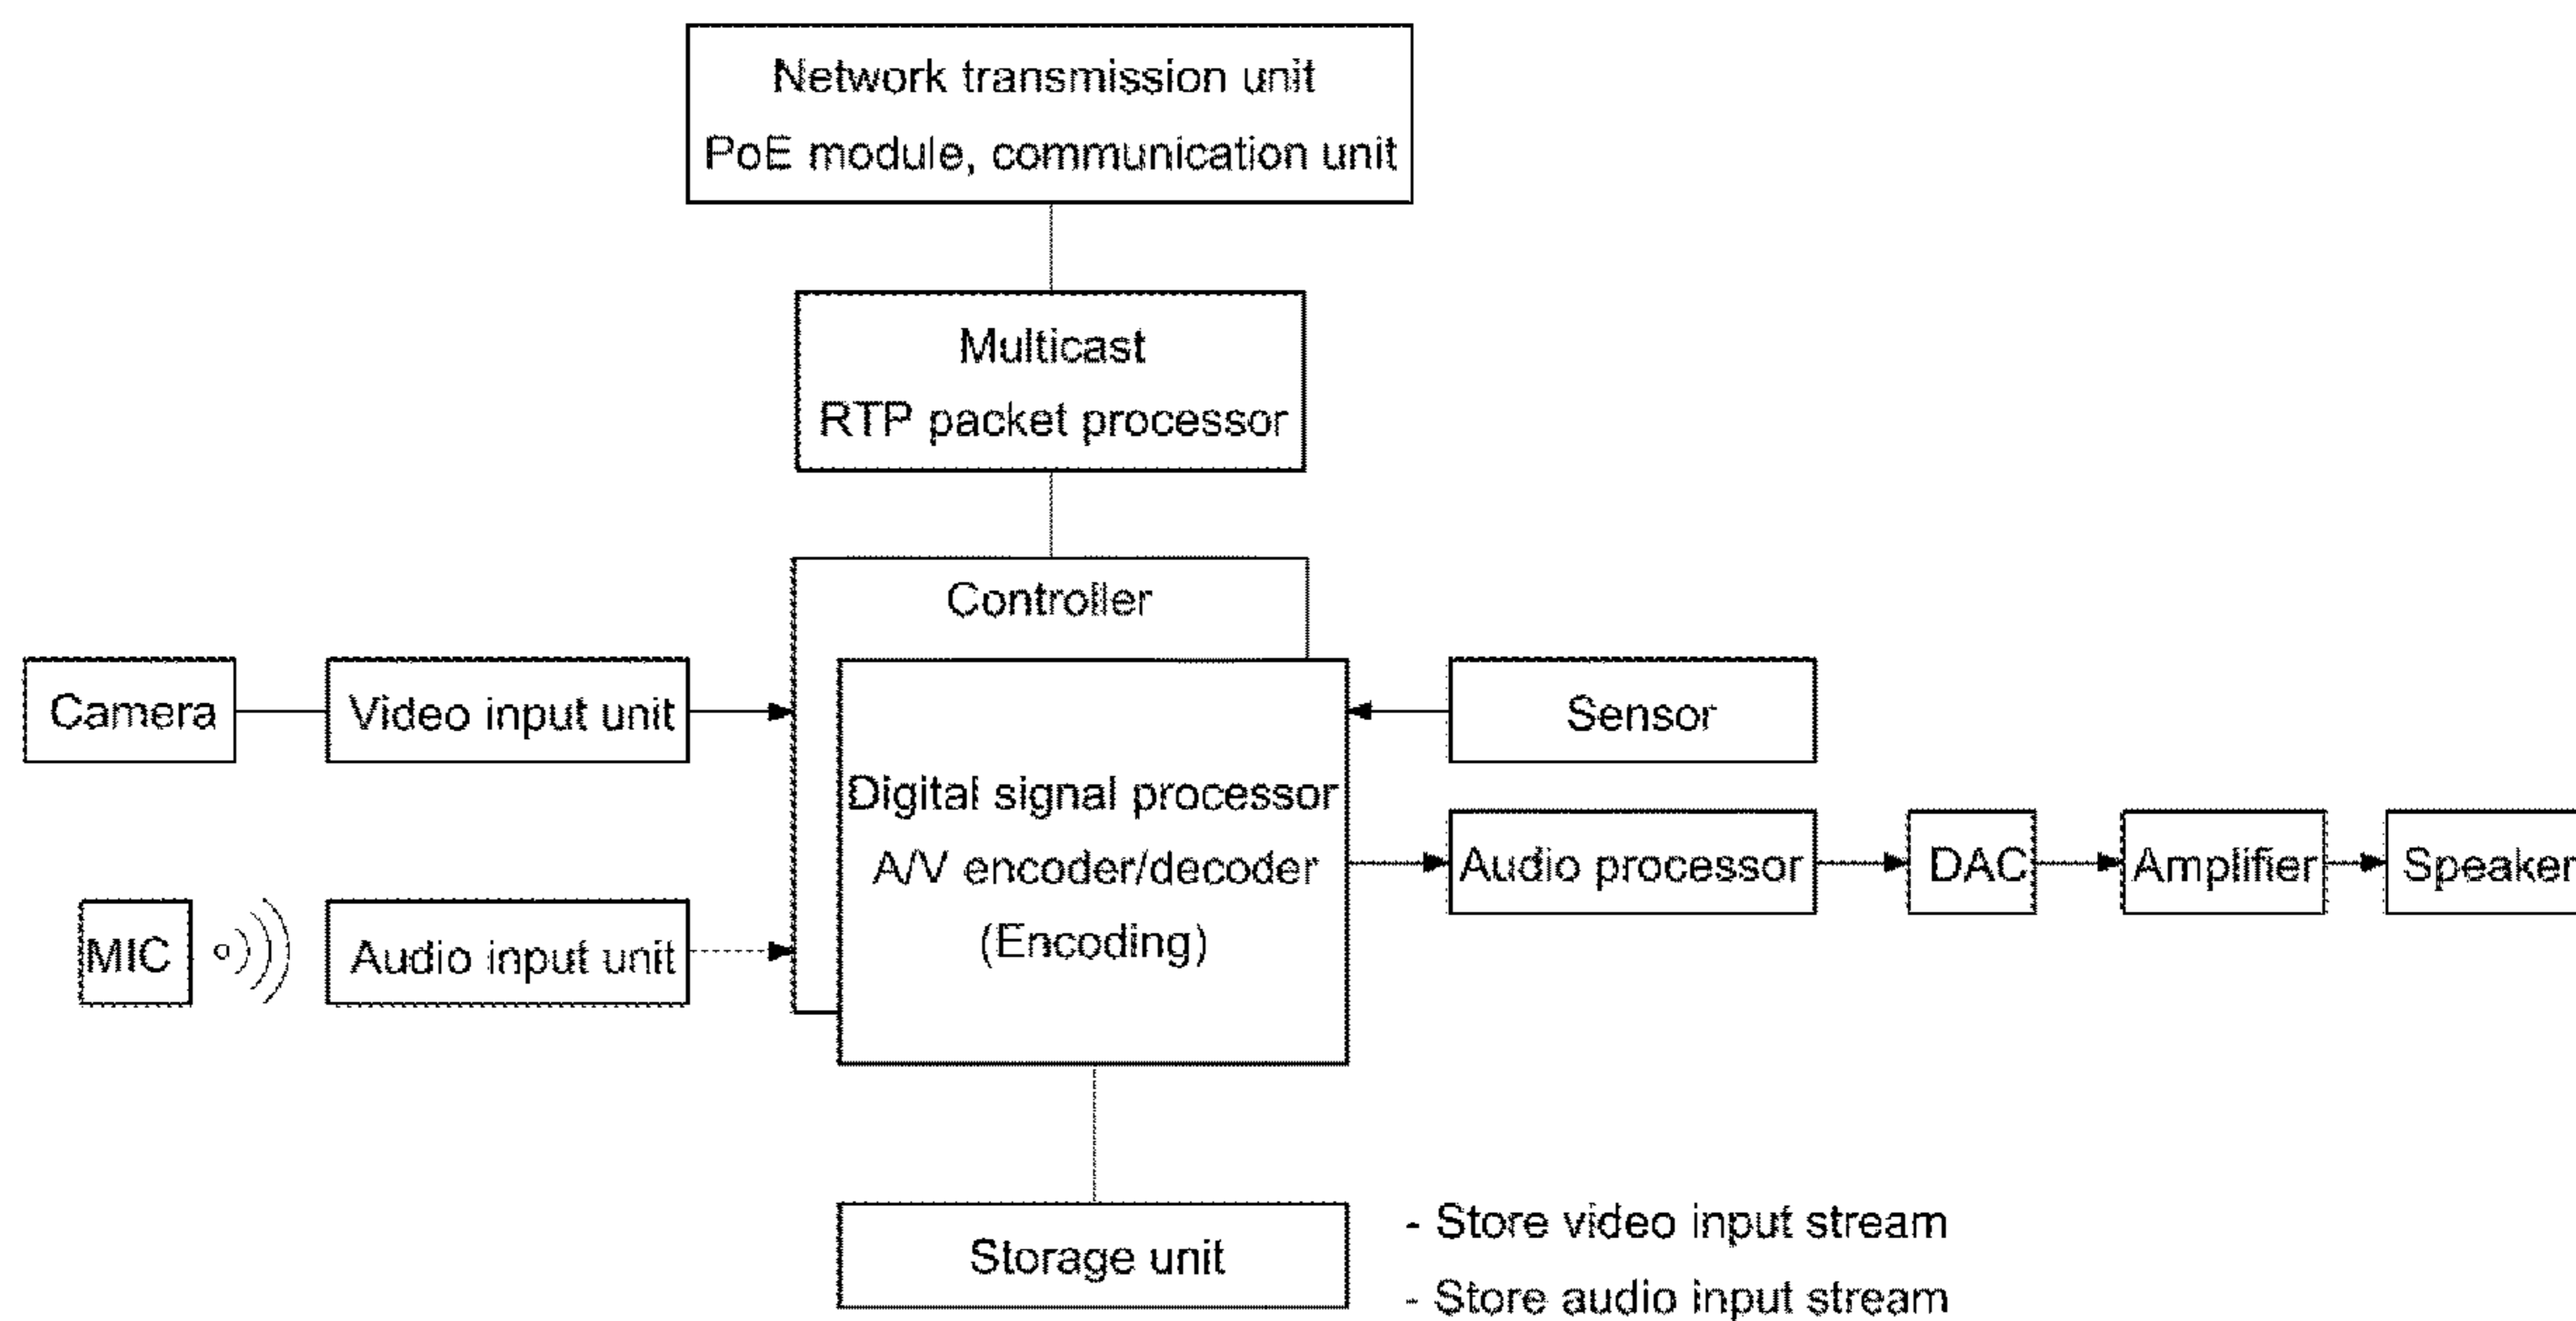 Network transmission unit
PoE module, communication unit
Multicast
RTP packet processor
Controller
Camera
Video input unit
Sensor
Digital signal processor
A/V encoder/decoder
(Encoding)
MIC
Audio input unit
Audio processor
DAC
Amplifier
Speaker
Storage unit
- Store video input stream
- Store audio input stream